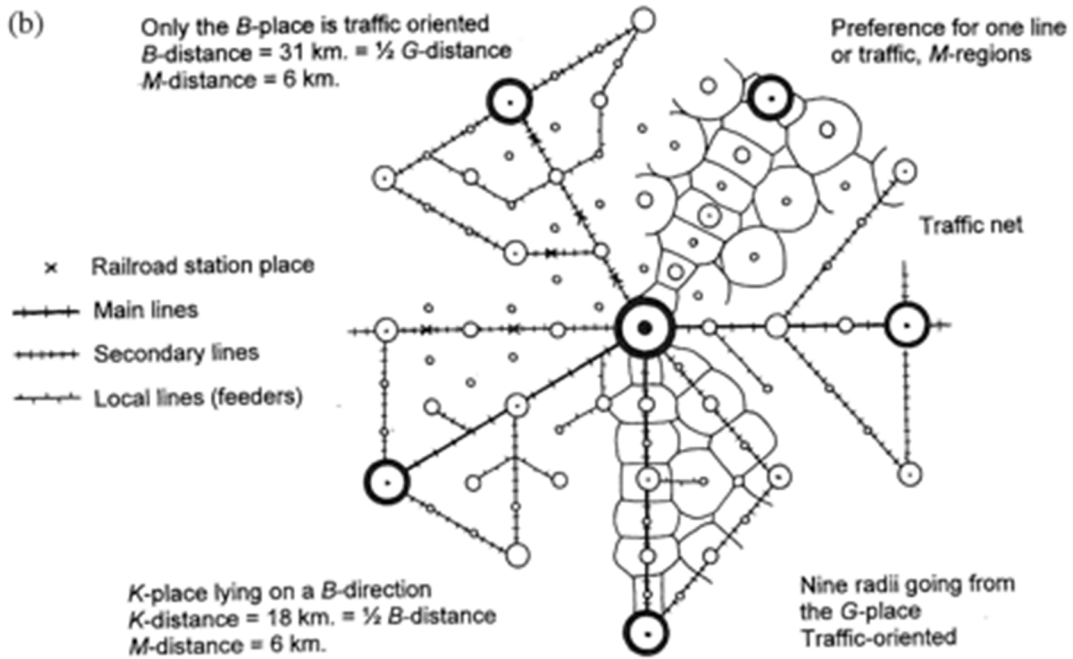 (b)
Only the B-place is traffic oriented
B-distance = 31 km. = ½ G-distance
M-distance = 6 km.
Preference for one line
or traffic, M-regions
Traffic net
× Railroad station place
Main lines
Secondary lines
Local lines (feeders)
K-place lying on a B-direction
K-distance = 18 km. = ½ B-distance
M-distance = 6 km.
Nine radii going from
the G-place
Traffic-oriented